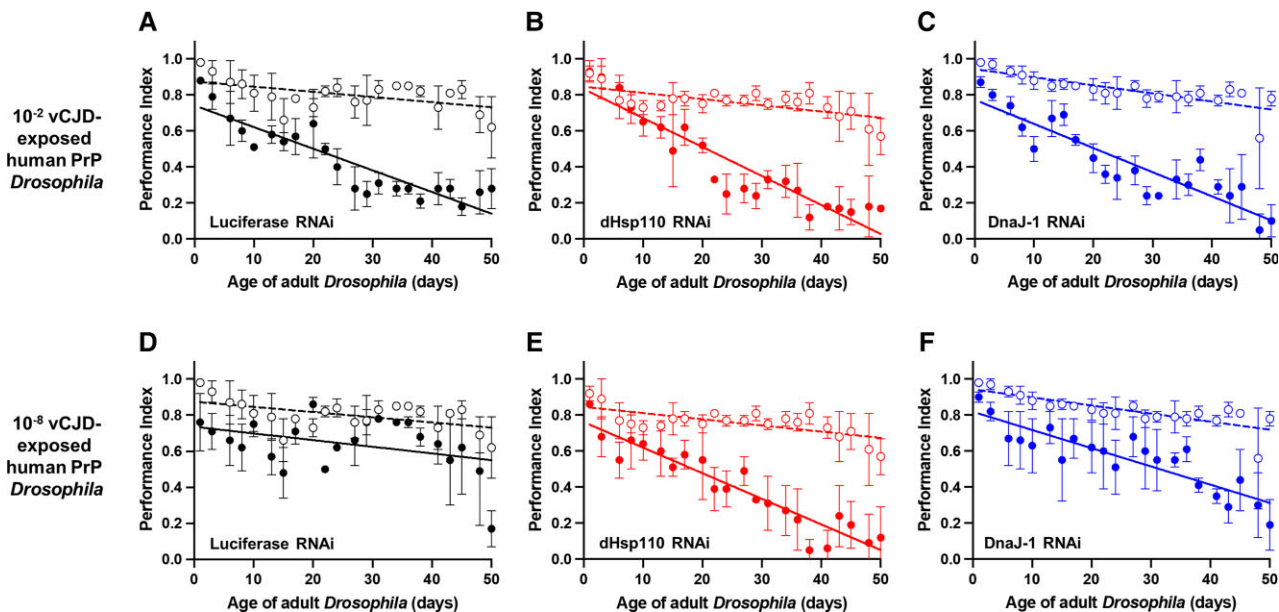 A
B
C
10-2 vCJD-
exposed
human PrP
Drosophila
Performance Index
1.0
0.8
0.6
0.4
0.2
0.0
Luciferase RNAi
0 10 20 30 40 50
Age of adult Drosophila (days)
Performance Index
1.0
0.8
0.6
0.4
0.2
0.0
dHsp110 RNAi
0 10 20 30 40 50
Age of adult Drosophila (days)
Performance Index
1.0
0.8
0.6
0.4
0.2
0.0
DnaJ-1 RNAi
0 10 20 30 40 50
Age of adult Drosophila (days)
D
E
F
10-8 vCJD-
exposed
human PrP
Drosophila
Performance Index
1.0
0.8
0.6
0.4
0.2
0.0
Luciferase RNAi
0 10 20 30 40 50
Age of adult Drosophila (days)
Performance Index
1.0
0.8
0.6
0.4
0.2
0.0
dHsp110 RNAi
0 10 20 30 40 50
Age of adult Drosophila (days)
Performance Index
1.0
0.8
0.6
0.4
0.2
0.0
DnaJ-1 RNAi
0 10 20 30 40 50
Age of adult Drosophila (days)